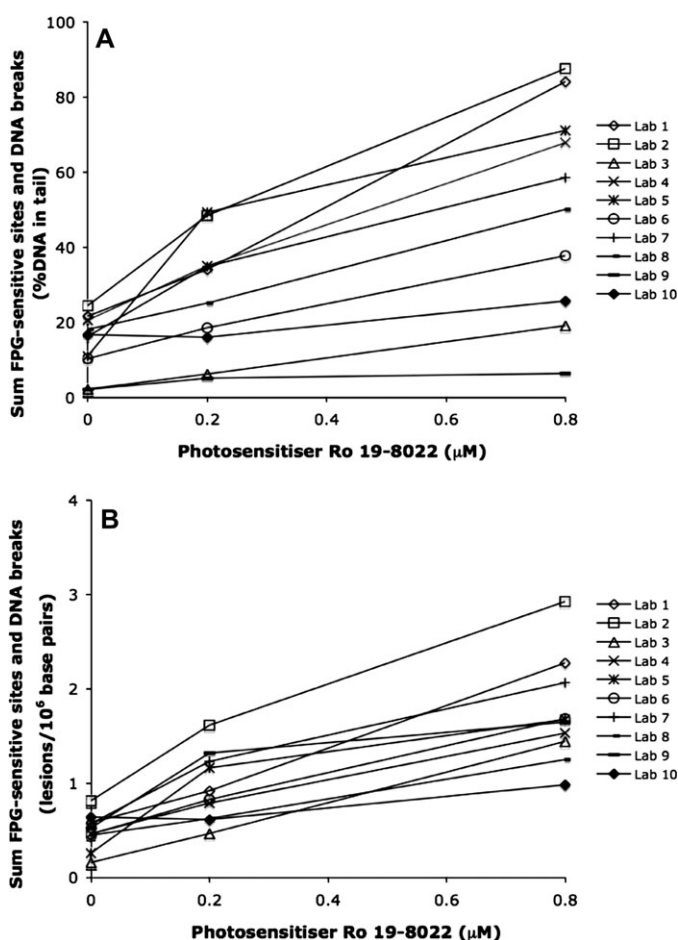 A
Sum FPG-sensitive sites and DNA breaks
(%DNA in tail)
100
80
60
40
20
0
0
0.2
0.4
0.6
0.8
Photosensitiser Ro 19-8022 (μM)
Lab 1
Lab 2
Lab 3
Lab 4
Lab 5
Lab 6
Lab 7
Lab 8
Lab 9
Lab 10
B
Sum FPG-sensitive sites and DNA breaks
(lesions/10⁶ base pairs)
4
3
2
1
0
0
0.2
0.4
0.6
0.8
Photosensitiser Ro 19-8022 (μM)
Lab 1
Lab 2
Lab 3
Lab 4
Lab 5
Lab 6
Lab 7
Lab 8
Lab 9
Lab 10